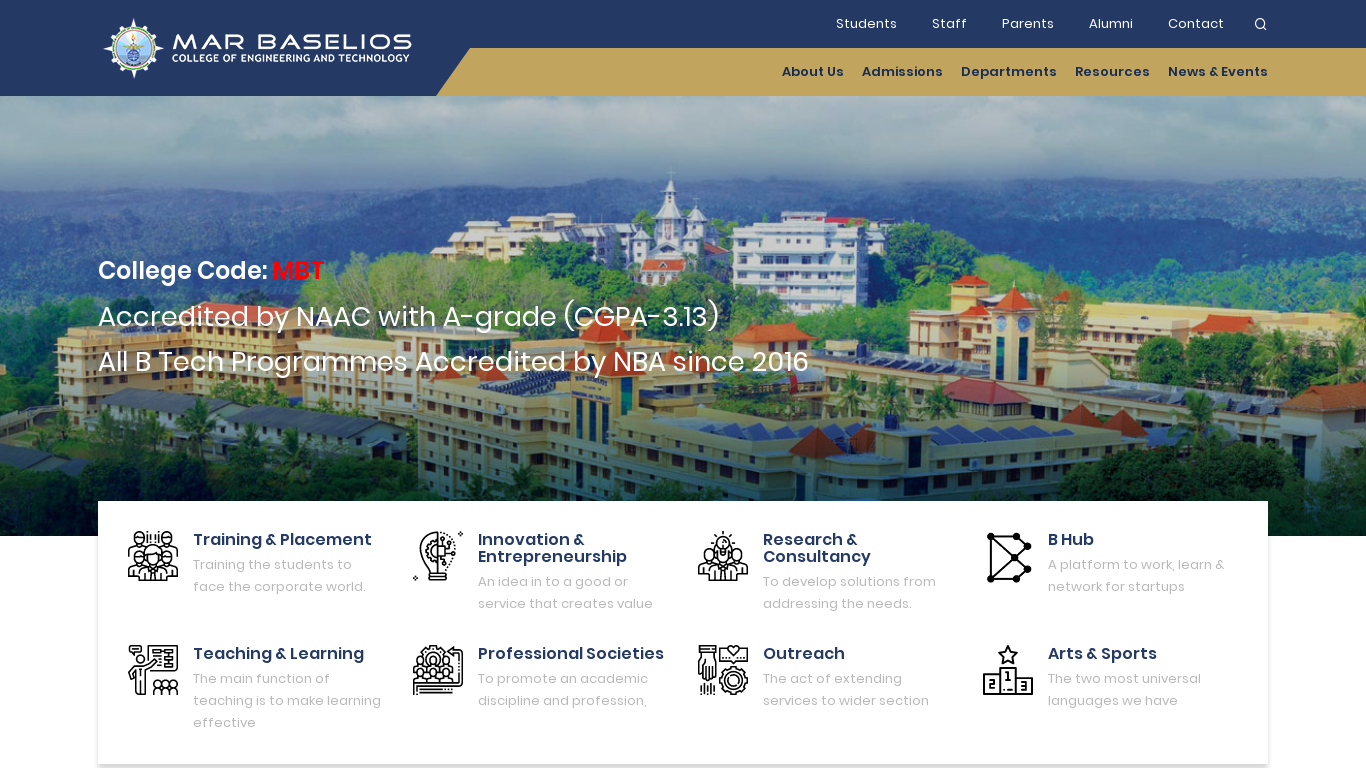 Students Staff Parents Alumni Contact
MAR BASELIOS
COLLEGE OF ENGINEERING AND TECHNOLOGY
About Us Admissions Departments Resources News & Events
College Code: MBT
Accredited by NAAC with A-grade (CGPA-3.13)
All B Tech Programmes Accredited by NBA since 2016
Training & Placement
Training the students to
face the corporate world.
Innovation &
Entrepreneurship
An idea in to a good or
service that creates value
Research &
Consultancy
To develop solutions from
addressing the needs.
B Hub
A platform to work, learn &
network for startups
Teaching & Learning
The main function of
teaching is to make learning
effective
Professional Societies
To promote an academic
discipline and profession,
Outreach
The act of extending
services to wider section
2 1 3
Arts & Sports
The two most universal
languages we have